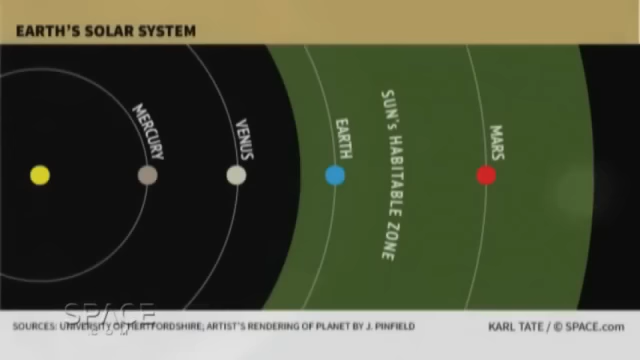 EARTH'S SOLAR SYSTEM
MERCURY
VENUS
EARTH
SUN's HABITABLE ZONE
MARS
SPACE
.COM
SOURCES: UNIVERSITY OF HERTFORDSHIRE; ARTIST'S RENDERING OF PLANET BY J. PINFIELD
KARL TATE / © SPACE.com